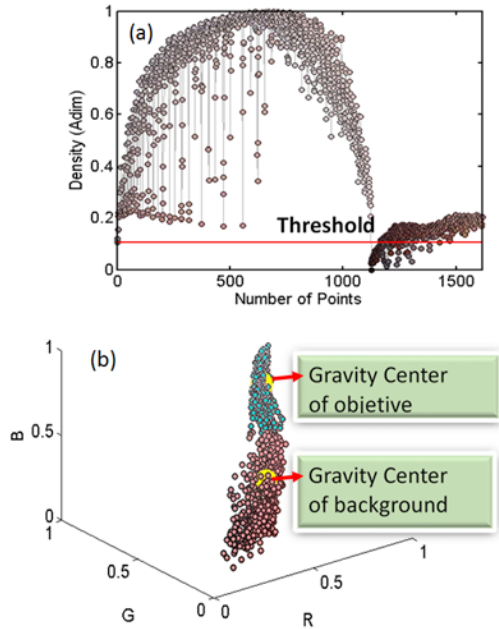 (a)
1
0.8
0.6
0.4
0.2
0
Density (Adim)
Threshold
0 500 1000 1500
Number of Points
(b)
1
0.5
0
B
1
0.5
0
G
0
0.5
1
R
Gravity Center
of objetive
Gravity Center
of background